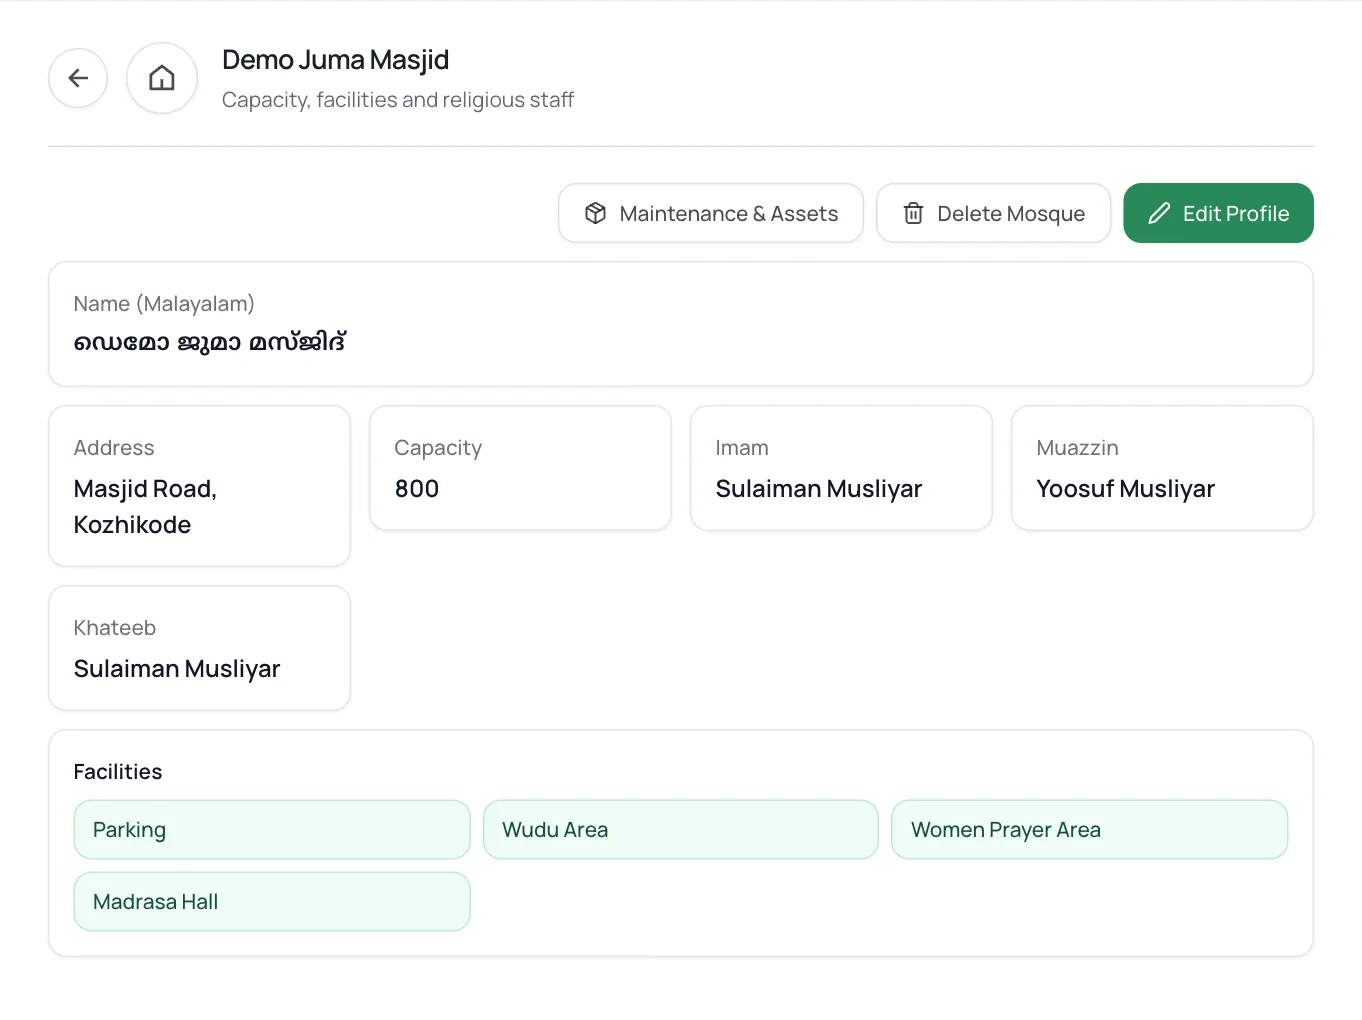 Demo Juma Masjid
Capacity, facilities and religious staff
Maintenance & Assets
Delete Mosque
Edit Profile
Name (Malayalam)
ഡെമോ ജുമാ മസ്ജിദ്
Address
Masjid Road,
Kozhikode
Capacity
800
Imam
Sulaiman Musliyar
Muazzin
Yoosuf Musliyar
Khateeb
Sulaiman Musliyar
Facilities
Parking
Wudu Area
Women Prayer Area
Madrasa Hall